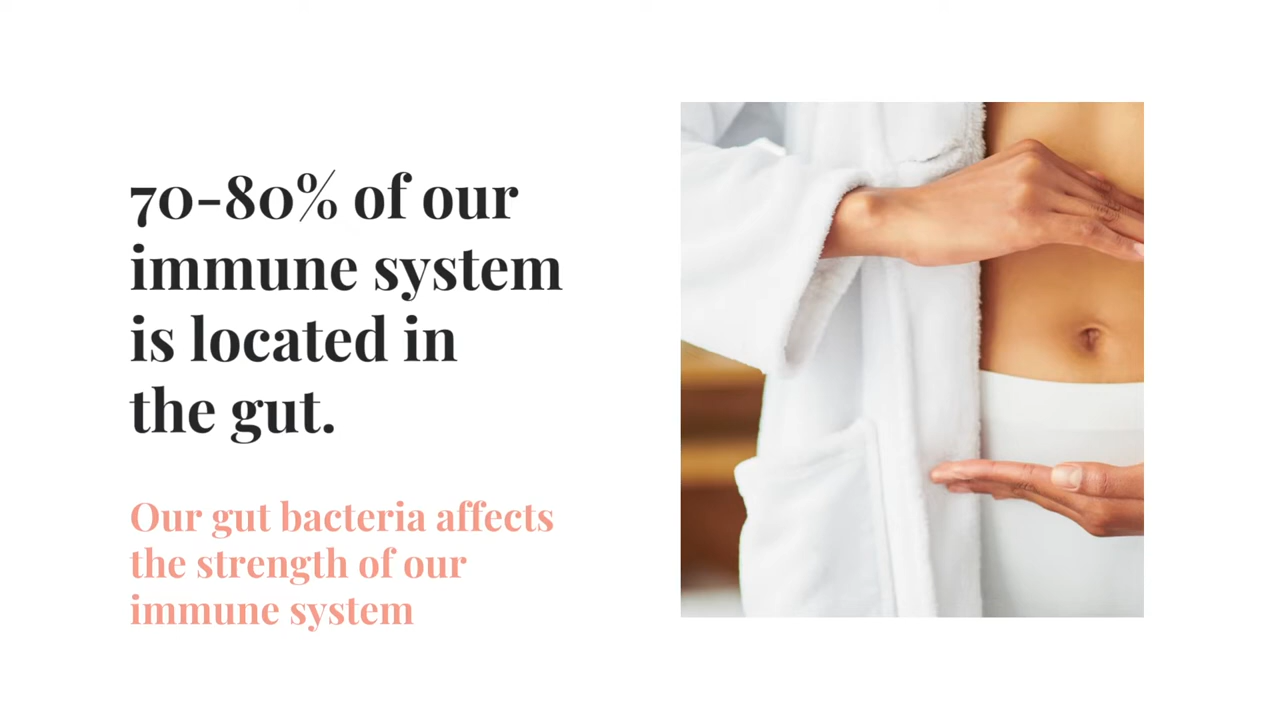 70-80% of our
immune system
is located in
the gut.
Our gut bacteria affects
the strength of our
immune system